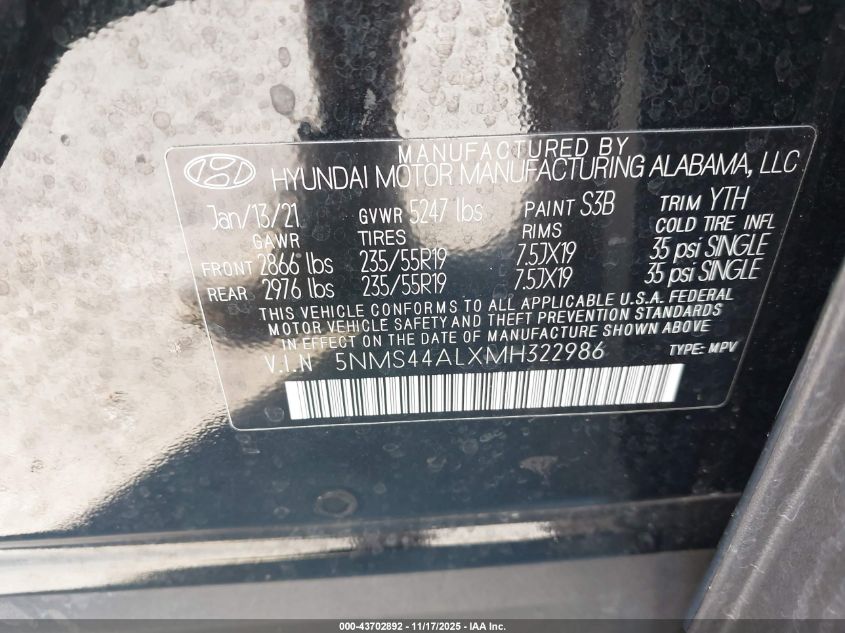 MANUFACTURED BY
HYUNDAI MOTOR MANUFACTURING ALABAMA, LLC
Jan/13/21 GVWR 5247 lbs PAINT S3B TRIM YTH
GAWR TIRES RIMS COLD TIRE INFL
FRONT 2866 lbs 235/55R19 7.5JX19 35 psi SINGLE
REAR 2976 lbs 235/55R19 7.5JX19 35 psi SINGLE
THIS VEHICLE CONFORMS TO ALL APPLICABLE U.S.A. FEDERAL
MOTOR VEHICLE SAFETY AND THEFT PREVENTION STANDARDS
IN EFFECT ON THE DATE OF MANUFACTURE SHOWN ABOVE
V.I.N 5NMS44ALXMH322986 TYPE: MPV
000-43702892 - 11/17/2025 - IAA Inc.